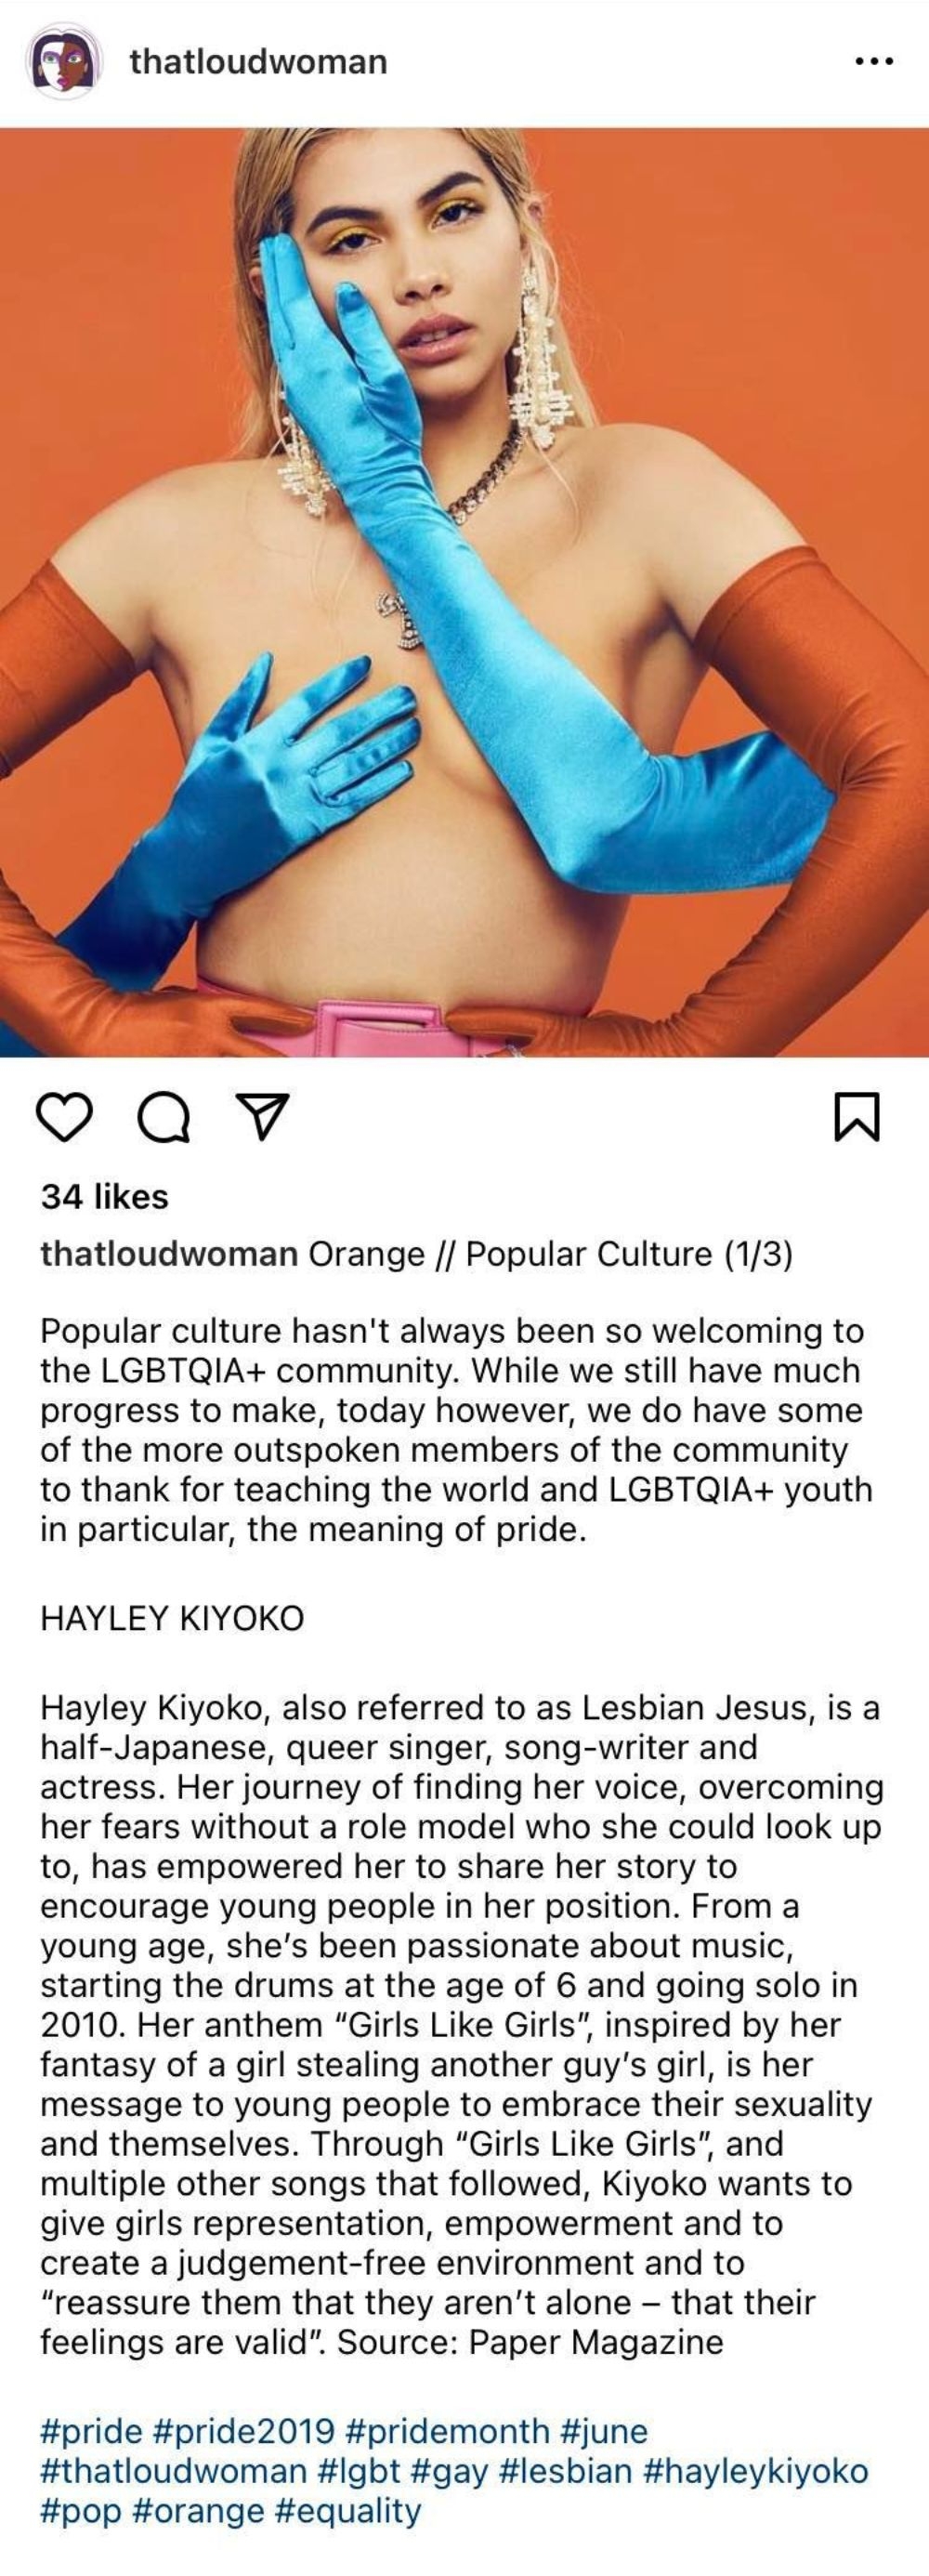 thatloudwoman
34 likes
thatloudwoman Orange // Popular Culture (1/3)
Popular culture hasn't always been so welcoming to
the LGBTQIA+ community. While we still have much
progress to make, today however, we do have some
of the more outspoken members of the community
to thank for teaching the world and LGBTQIA+ youth
in particular, the meaning of pride.
HAYLEY KIYOKO
Hayley Kiyoko, also referred to as Lesbian Jesus, is a
half-Japanese, queer singer, song-writer and
actress. Her journey of finding her voice, overcoming
her fears without a role model who she could look up
to, has empowered her to share her story to
encourage young people in her position. From a
young age, she’s been passionate about music,
starting the drums at the age of 6 and going solo in
2010. Her anthem “Girls Like Girls”, inspired by her
fantasy of a girl stealing another guy’s girl, is her
message to young people to embrace their sexuality
and themselves. Through “Girls Like Girls”, and
multiple other songs that followed, Kiyoko wants to
give girls representation, empowerment and to
create a judgement-free environment and to
“reassure them that they aren’t alone – that their
feelings are valid”. Source: Paper Magazine
#pride #pride2019 #pridemonth #june
#thatloudwoman #lgbt #gay #lesbian #hayleykiyoko
#pop #orange #equality